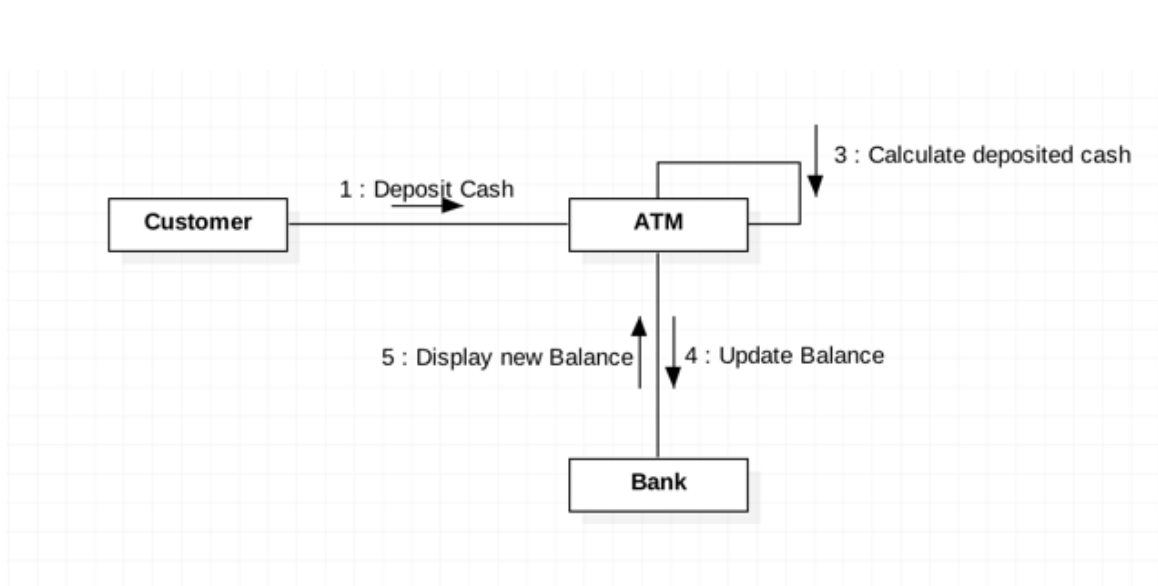 3 : Calculate deposited cash
1 : Deposit Cash
Customer
ATM
5 : Display new Balance
4 : Update Balance
Bank